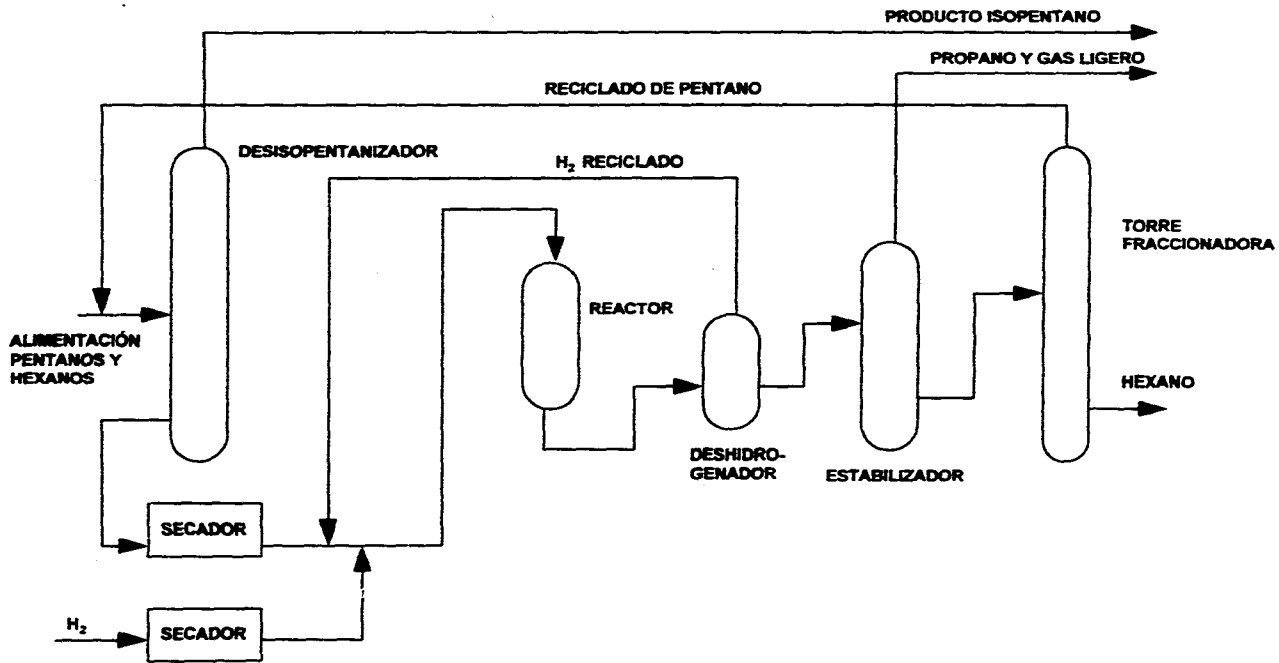 PRODUCTO ISOPENTANO
PROPANO Y GAS LIGERO
RECICLADO DE PENTANO
DESISOPENTANIZADOR
H₂ RECICLADO
TORRE
FRACCIONADORA
REACTOR
ALIMENTACIÓN
PENTANOS Y
HEXANOS
HEXANO
DESHIDRO-
GENADOR
ESTABILIZADOR
SECADOR
H₂
SECADOR